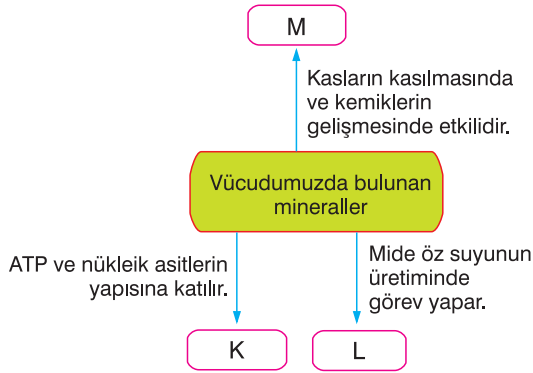 M
Kasların kasılmasında
ve kemiklerin
gelişmesinde etkilidir.
Vücudumuzda bulunan
mineraller
ATP ve nükleik asitlerin
yapısına katılır.
Mide öz suyunun
üretiminde
görev yapar.
K
L